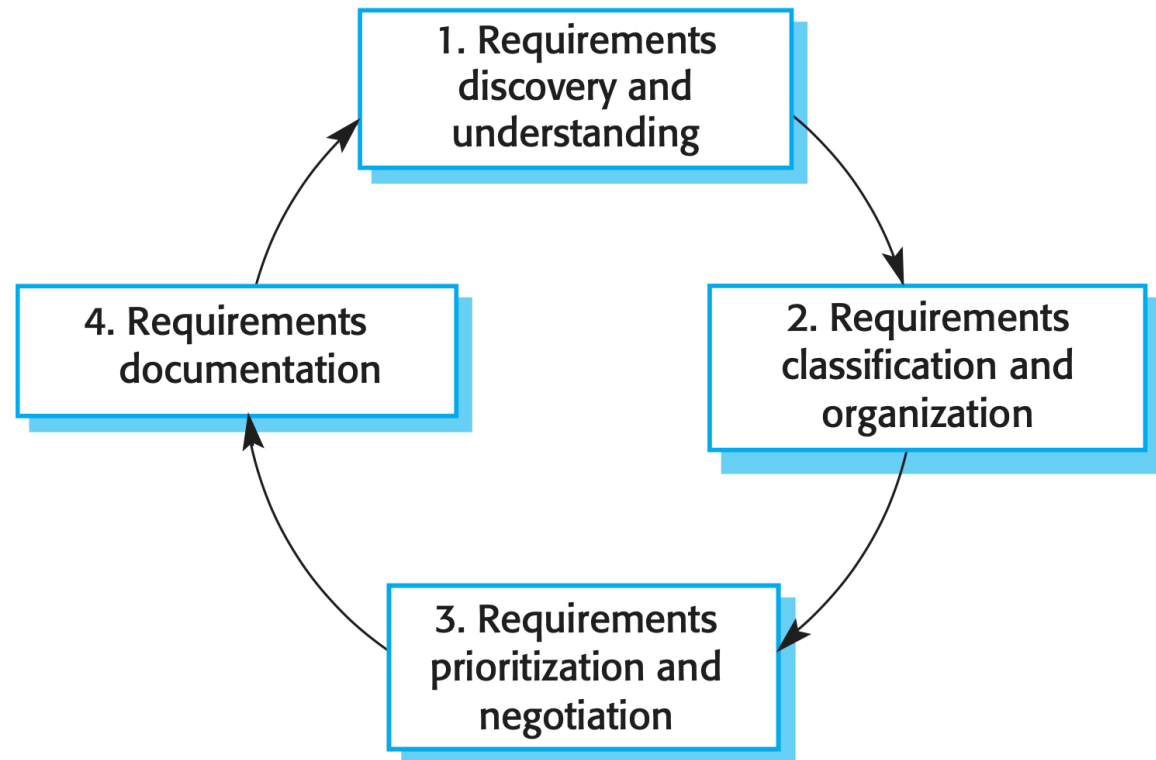 1. Requirements
discovery and
understanding
2. Requirements
classification and
organization
3. Requirements
prioritization and
negotiation
4. Requirements
documentation